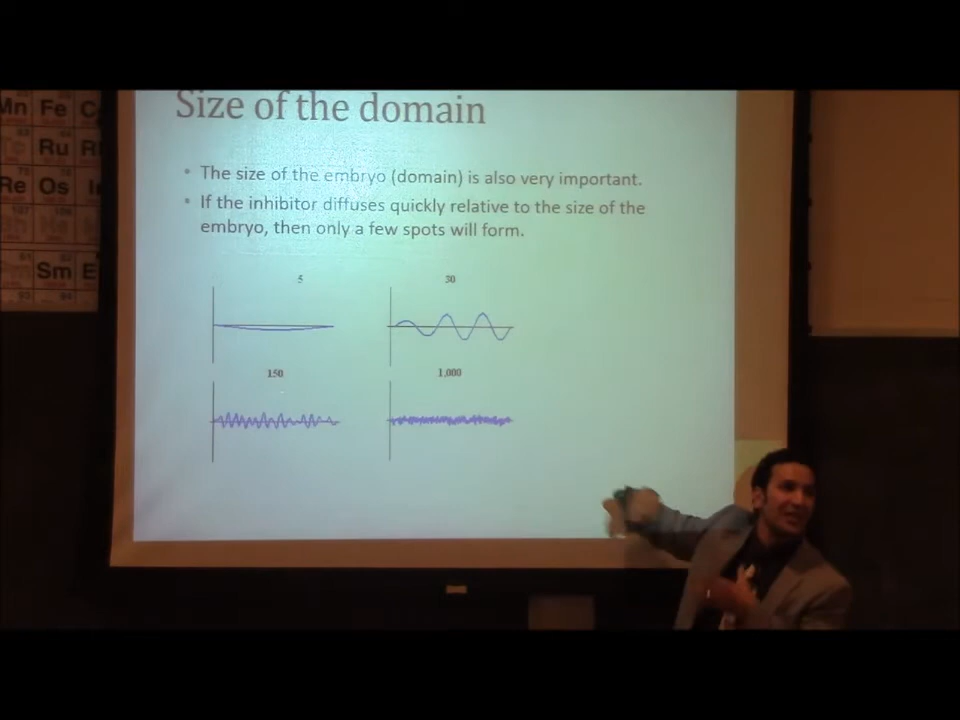 Size of the domain
• The size of the embryo (domain) is also very important.
• If the inhibitor diffuses quickly relative to the size of the
embryo, then only a few spots will form.
5
30
150
1,000
Mn Fe
Ru
Re Os
Sm